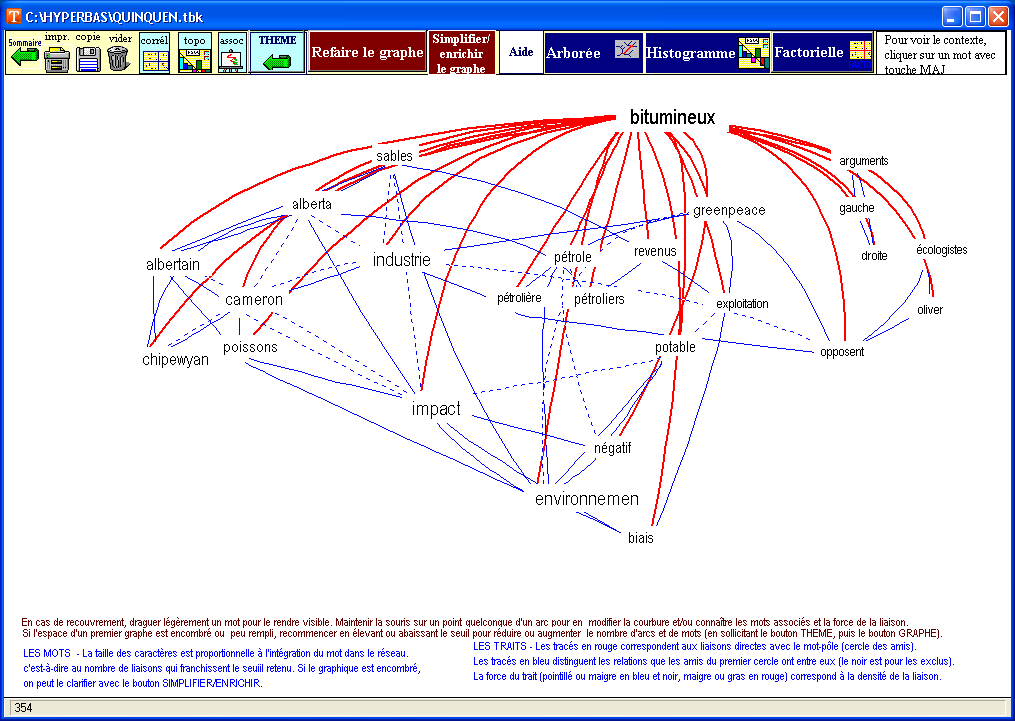 C:\HYPERBAS\QUINQUEN.tbk
Sommaire
impr.
copie
vider
corrél
topo
assoc
THEME
Refaire le graphe
Simplifier/
enrichir
le graphe
Aide
Arborée
Histogramme
Factorielle
Pour voir le contexte,
cliquer sur un mot avec
touche MAJ
bitumineux
sables
arguments
alberta
greenpeace
gauche
albertain
industrie
pétrole
revenus
droite
écologistes
cameron
pétrolière
pétroliers
exploitation
oliver
chipewyan
poissons
potable
opposent
impact
négatif
environnemen
biais
En cas de recouvrement, draguer légèrement un mot pour le rendre visible. Maintenir la souris sur un point quelconque d'un arc pour en modifier la courbure et/ou connaître les mots associés et la force de la liaison.
Si l'espace d'un premier graphe est encombré ou peu rempli, recommencer en élevant ou abaissant le seuil pour réduire ou augmenter le nombre d'arcs et de mots (en sollicitant le bouton THEME, puis le bouton GRAPHE).
LES MOTS - La taille des caractères est proportionnelle à l'intégration du mot dans le réseau.
c'est-à-dire au nombre de liaisons qui franchissent le seuill retenu. Si le graphique est encombré,
on peut le clarifier avec le bouton SIMPLIFIER/ENRICHIR.
LES TRAITS - Les tracés en rouge correspondent aux liaisons directes avec le mot-pôle (cercle des amis).
Les tracés en bleu distinguent les relations que les amis du premier cercle ont entre eux (le noir est pour les exclus).
La force du trait (pointillé ou maigre en bleu et noir, maigre ou gras en rouge) correspond à la densité de la liaison.
354